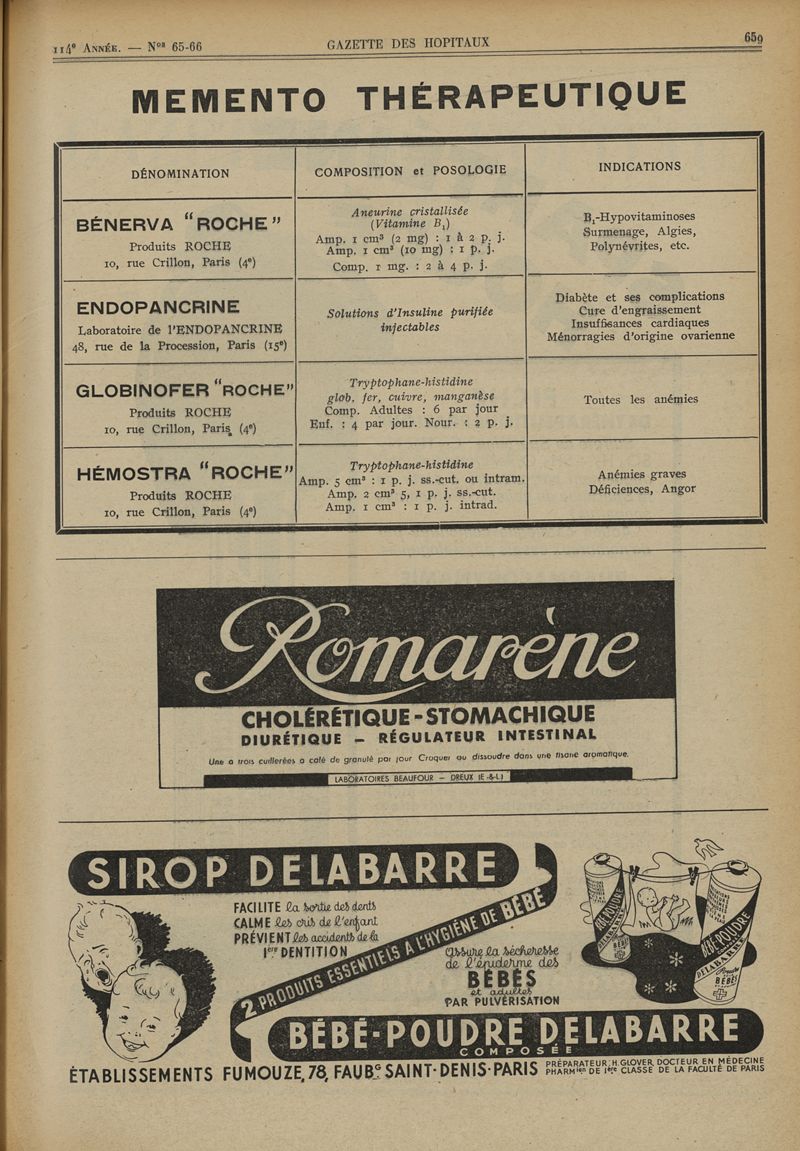 114ᵉ ANNÉE. — Nᵒˢ 65-66
GAZETTE DES HOPITAUX
659
MEMENTO THÉRAPEUTIQUE
DÉNOMINATION
COMPOSITION et POSOLOGIE
INDICATIONS
BÉNERVA “ROCHE”
Produits ROCHE
10, rue Crillon, Paris (4ᵉ)
Aneurine cristallisée
(Vitamine B₁)
Amp. 1 cm³ (2 mg) : 1 à 2 p. j.
Amp. 1 cm³ (10 mg) : 1 p. j.
Comp. 1 mg. : 2 à 4 p. j.
B₁-Hypovitaminoses
Surmenage, Algies,
Polynévrites, etc.
ENDOPANCRINE
Laboratoire de l’ENDOPANCRINE
48, rue de la Procession, Paris (15ᵉ)
Solutions d’Insuline purifiée
injectables
Diabète et ses complications
Cure d’engraissement
Insuffisances cardiaques
Ménorragies d’origine ovarienne
GLOBINOFER “ROCHE”
Produits ROCHE
10, rue Crillon, Paris (4ᵉ)
Tryptophane-histidine
glob. fer, cuivre, manganèse
Comp. Adultes : 6 par jour
Enf. : 4 par jour. Nour. : 2 p. j.
Toutes les anémies
HÉMOSTRA “ROCHE”
Produits ROCHE
10, rue Crillon, Paris (4ᵉ)
Tryptophane-histidine
Amp. 5 cm³ : 1 p. j. ss.-cut. ou intram.
Amp. 2 cm³ 5, 1 p. j. ss.-cut.
Amp. 1 cm³ : 1 p. j. intrad.
Anémies graves
Déficiences, Angor
Romarène
CHOLÉRÉTIQUE-STOMACHIQUE
DIURÉTIQUE — RÉGULATEUR INTESTINAL
Une à trois cuillerées à café de granulé par jour Croquer ou dissoudre dans une tisane aromatique.
LABORATOIRES BEAUFOUR — DREUX (E.-&-L.)
SIROP DELABARRE
FACILITE la sortie des dents
CALME les cris de l’enfant
PRÉVIENT les accidents de la
1ᵉʳᵉ DENTITION
2 PRODUITS ESSENTIELS A L’HYGIÈNE DE BÉBÉ
assure la sécheresse
de l’épiderme des
BÉBÉS
et adultes
PAR PULVÉRISATION
BÉBÉ-POUDRE
DELABARRE
BÉBÉ
BÉBÉ-POUDRE
DELABARRE
BÉBÉS
BÉBÉ-POUDRE DELABARRE
COMPOSÉE
ÉTABLISSEMENTS FUMOUZE, 78, FAUBᴳ SAINT-DENIS-PARIS
PRÉPARATEUR : H. GLOVER, DOCTEUR EN MÉDECINE
PHARMⁱᵉⁿ DE 1ᵉʳᵉ CLASSE DE LA FACULTÉ DE PARIS